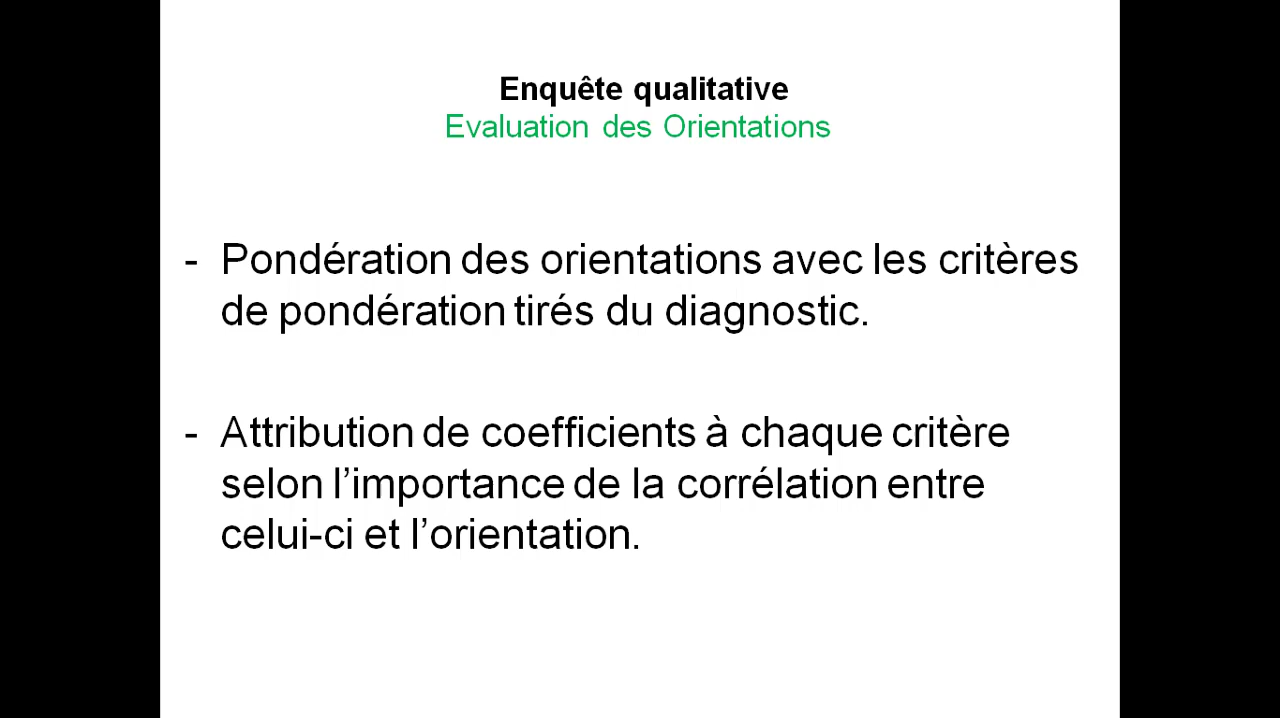 Enquête qualitative
Evaluation des Orientations
- Pondération des orientations avec les critères
de pondération tirés du diagnostic.
- Attribution de coefficients à chaque critère
selon l’importance de la corrélation entre
celui-ci et l’orientation.